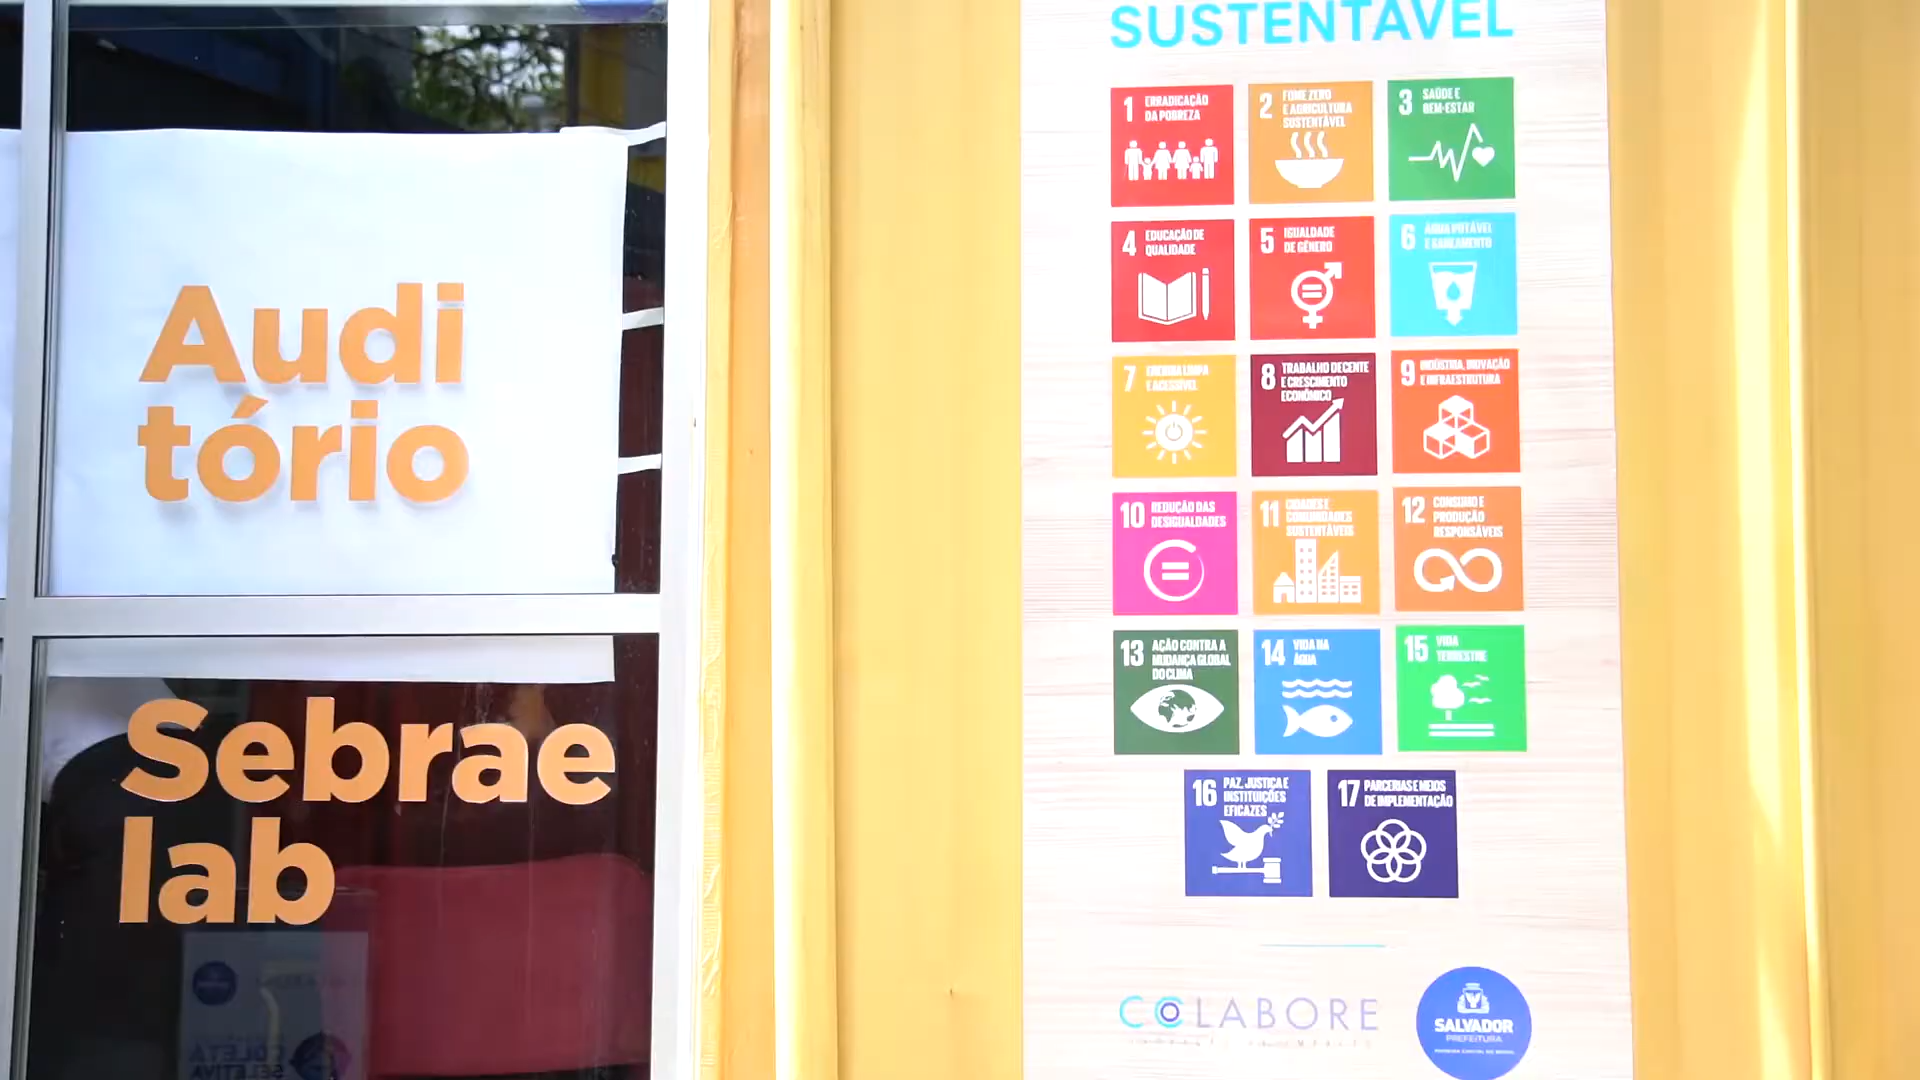 Audi
tório
Sebrae
lab
SUSTENTÁVEL
1 ERRADICAÇÃO
DA POBREZA
2 FOME ZERO
E AGRICULTURA
SUSTENTÁVEL
3 SAÚDE E
BEM-ESTAR
4 EDUCAÇÃO DE
QUALIDADE
5 IGUALDADE
DE GÊNERO
6 ÁGUA POTÁVEL
E SANEAMENTO
7 ENERGIA LIMPA
E ACESSÍVEL
8 TRABALHO DECENTE
E CRESCIMENTO
ECONÔMICO
9 INDÚSTRIA, INOVAÇÃO
E INFRAESTRUTURA
10 REDUÇÃO DAS
DESIGUALDADES
11 CIDADES E
COMUNIDADES
SUSTENTÁVEIS
12 CONSUMO E
PRODUÇÃO
RESPONSÁVEIS
13 AÇÃO CONTRA A
MUDANÇA GLOBAL
DO CLIMA
14 VIDA NA
ÁGUA
15 VIDA
TERRESTRE
16 PAZ, JUSTIÇA E
INSTITUIÇÕES
EFICAZES
17 PARCERIAS E MEIOS
DE IMPLEMENTAÇÃO
COLABORE
SALVADOR
PREFEITURA
COLETA
SELETIVA